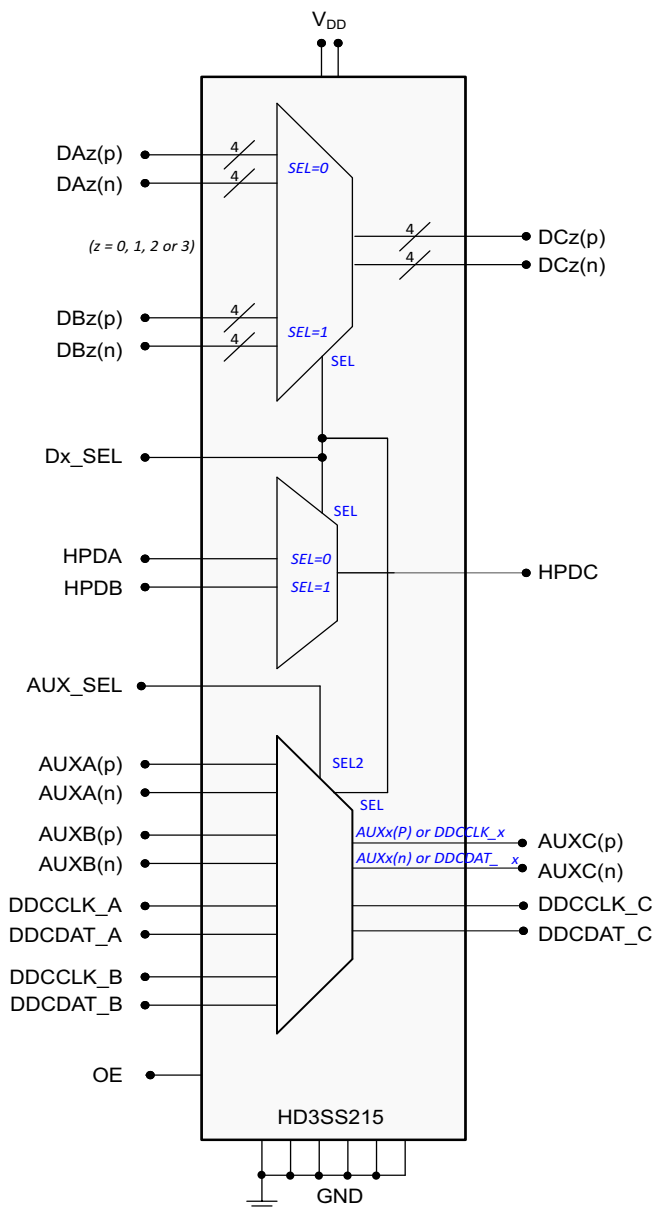 VDD
DAz(p)
4
SEL=0
DAz(n)
4
(z = 0, 1, 2 or 3)
4
DCz(p)
4
DCz(n)
DBz(p)
4
SEL=1
DBz(n)
4
SEL
Dx_SEL
SEL
HPDA
SEL=0
HPDB
SEL=1
HPDC
AUX_SEL
SEL2
AUXA(p)
AUXA(n)
SEL
AUXB(p)
AUXx(P) or DDCCLK_x
AUXC(p)
AUXB(n)
AUXx(n) or DDCDAT_ x
AUXC(n)
DDCCLK_A
DDCCLK_C
DDCDAT_A
DDCDAT_C
DDCCLK_B
DDCDAT_B
OE
HD3SS215
GND